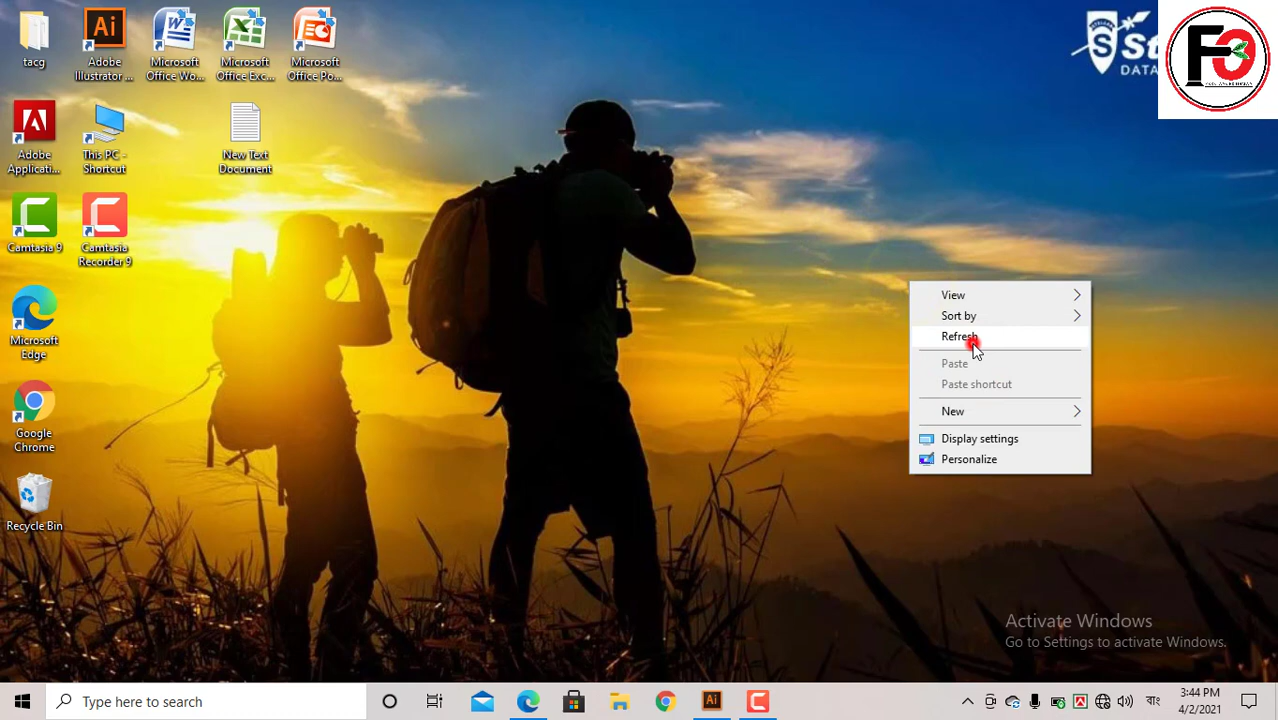 tacg
Adobe
Illustrator ...
Microsoft
Office Wo...
Microsoft
Office Exc...
Microsoft
Office Po...
Adobe
Applicati...
This PC -
Shortcut
New Text
Document
Camtasia 9
Camtasia
Recorder 9
Microsoft
Edge
Google
Chrome
Recycle Bin
DATA
F3
View
Sort by
Refresh
Paste
Paste shortcut
New
Display settings
Personalize
Activate Windows
Go to Settings to activate Windows.
Type here to search
বাং
3:44 PM
4/2/2021